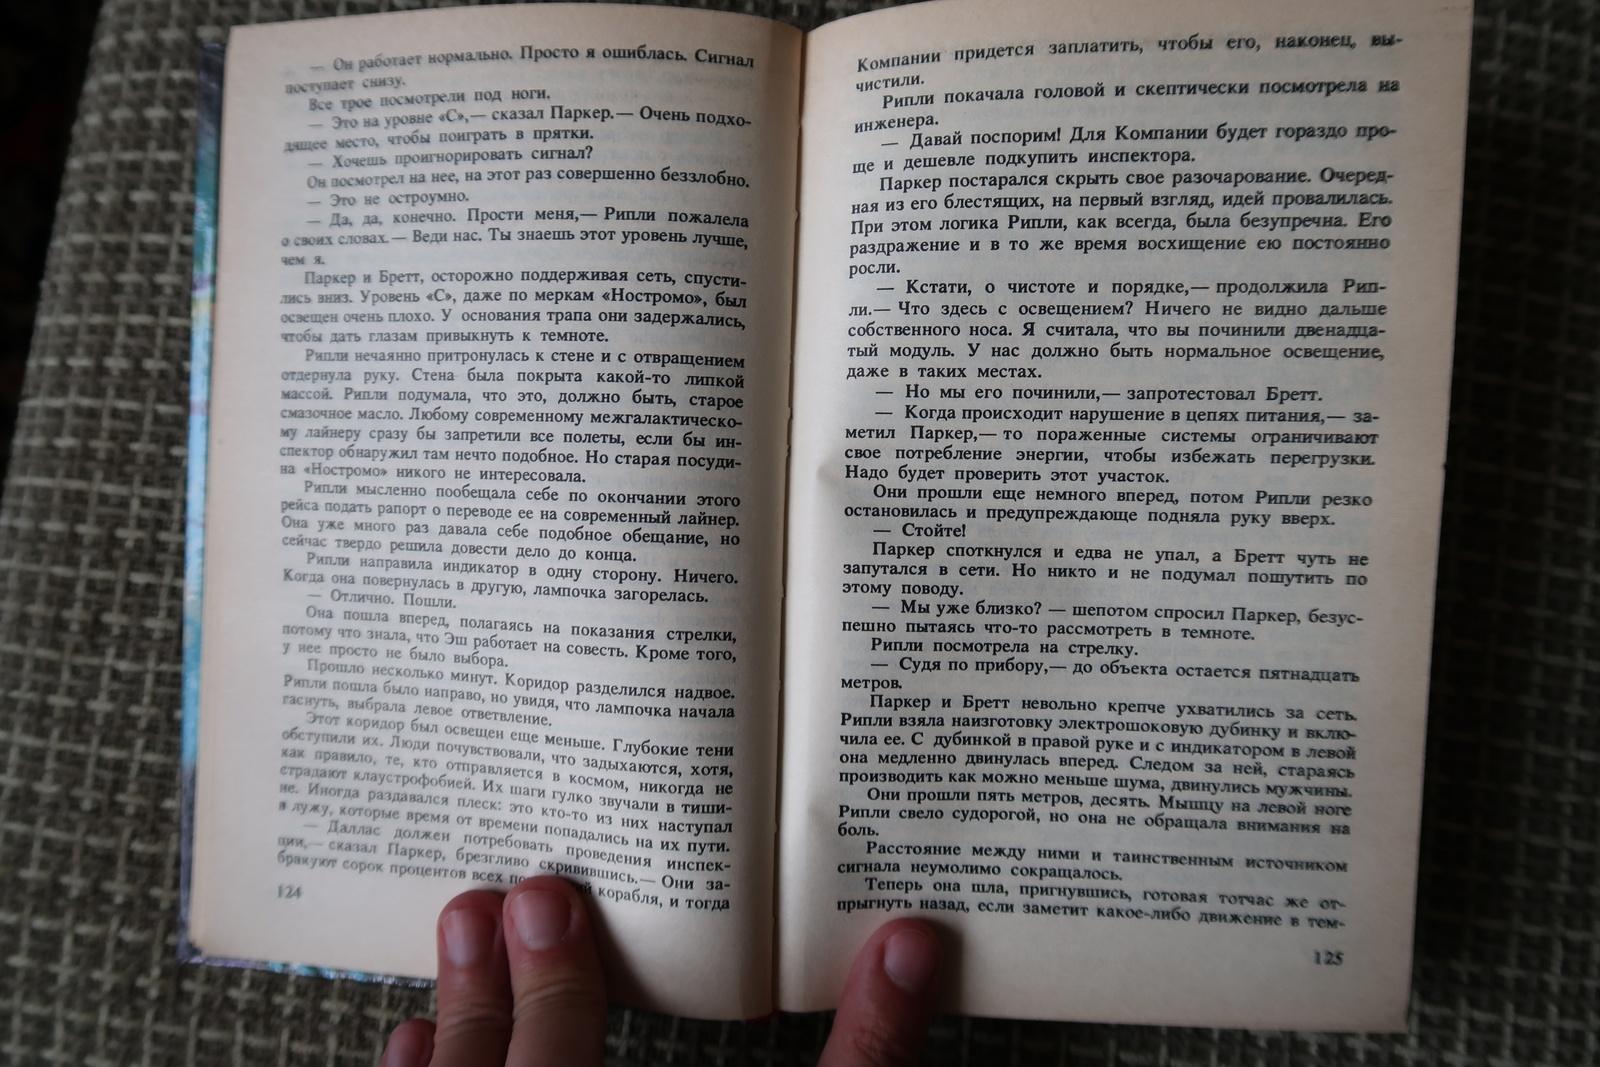 — Он работает нормально. Просто я ошиблась. Сигнал
поступает снизу.
Все трое посмотрели под ноги.
— Это на уровне «С»,— сказал Паркер.— Очень подхо-
дящее место, чтобы поиграть в прятки.
— Хочешь проигнорировать сигнал?
Он посмотрел на нее, на этот раз совершенно беззлобно.
— Это не остроумно.
— Да, да, конечно. Прости меня,— Рипли пожалела
о своих словах.— Веди нас. Ты знаешь этот уровень лучше,
чем я.
Паркер и Бретт, осторожно поддерживая сеть, спусти-
лись вниз. Уровень «С», даже по меркам «Ностромо», был
освещен очень плохо. У основания трапа они задержались,
чтобы дать глазам привыкнуть к темноте.
Рипли нечаянно притронулась к стене и с отвращением
отдернула руку. Стена была покрыта какой-то липкой
массой. Рипли подумала, что это, должно быть, старое
смазочное масло. Любому современному межгалактическо-
му лайнеру сразу бы запретили все полеты, если бы ин-
спектор обнаружил там нечто подобное. Но старая посуди-
на «Ностромо» никого не интересовала.
Рипли мысленно пообещала себе по окончании этого
рейса подать рапорт о переводе ее на современный лайнер.
Она уже много раз давала себе подобное обещание, но
сейчас твердо решила довести дело до конца.
Рипли направила индикатор в одну сторону. Ничего.
Когда она повернулась в другую, лампочка загорелась.
— Отлично. Пошли.
Она пошла вперед, полагаясь на показания стрелки,
потому что знала, что Эш работает на совесть. Кроме того,
у нее просто не было выбора.
Прошло несколько минут. Коридор разделился надвое.
Рипли пошла было направо, но увидя, что лампочка начала
гаснуть, выбрала левое ответвление.
Этот коридор был освещен еще меньше. Глубокие тени
обступили их. Люди почувствовали, что задыхаются, хотя,
как правило, те, кто отправляется в космом, никогда не
страдают клаустрофобией. Их шаги гулко звучали в тиши-
не. Иногда раздавался плеск: это кто-то из них наступал
в лужу, которые время от времени попадались на их пути.
— Даллас должен потребовать проведения инспек-
ции,— сказал Паркер, брезгливо скривившись.— Они за-
бракуют сорок процентов всех корабля, и тогда
124
Компании придется заплатить, чтобы его, наконец, вы-
чистили.
Рипли покачала головой и скептически посмотрела на
инженера.
— Давай поспорим! Для Компании будет гораздо про-
ще и дешевле подкупить инспектора.
Паркер постарался скрыть свое разочарование. Очеред-
ная из его блестящих, на первый взгляд, идей провалилась.
При этом логика Рипли, как всегда, была безупречна. Его
раздражение и в то же время восхищение ею постоянно
росли.
— Кстати, о чистоте и порядке,— продолжила Рип-
ли.— Что здесь с освещением? Ничего не видно дальше
собственного носа. Я считала, что вы починили двенадца-
тый модуль. У нас должно быть нормальное освещение,
даже в таких местах.
— Но мы его починили,— запротестовал Бретт.
— Когда происходит нарушение в цепях питания,— за-
метил Паркер,— то пораженные системы ограничивают
свое потребление энергии, чтобы избежать перегрузки.
Надо будет проверить этот участок.
Они прошли еще немного вперед, потом Рипли резко
остановилась и предупреждающе подняла руку вверх.
— Стойте!
Паркер споткнулся и едва не упал, а Бретт чуть не
запутался в сети. Но никто и не подумал пошутить по
этому поводу.
— Мы уже близко? — шепотом спросил Паркер, безус-
пешно пытаясь что-то рассмотреть в темноте.
Рипли посмотрела на стрелку.
— Судя по прибору,— до объекта остается пятнадцать
метров.
Паркер и Бретт невольно крепче ухватились за сеть.
Рипли взяла наизготовку электрошоковую дубинку и вклю-
чила ее. С дубинкой в правой руке и с индикатором в левой
она медленно двинулась вперед. Следом за ней, стараясь
производить как можно меньше шума, двинулись мужчины.
Они прошли пять метров, десять. Мышцу на левой ноге
Рипли свело судорогой, но она не обращала внимания на
боль.
Расстояние между ними и таинственным источником
сигнала неумолимо сокращалось.
Теперь она шла, пригнувшись, готовая тотчас же от-
прыгнуть назад, если заметит какое-либо движение в тем-
125